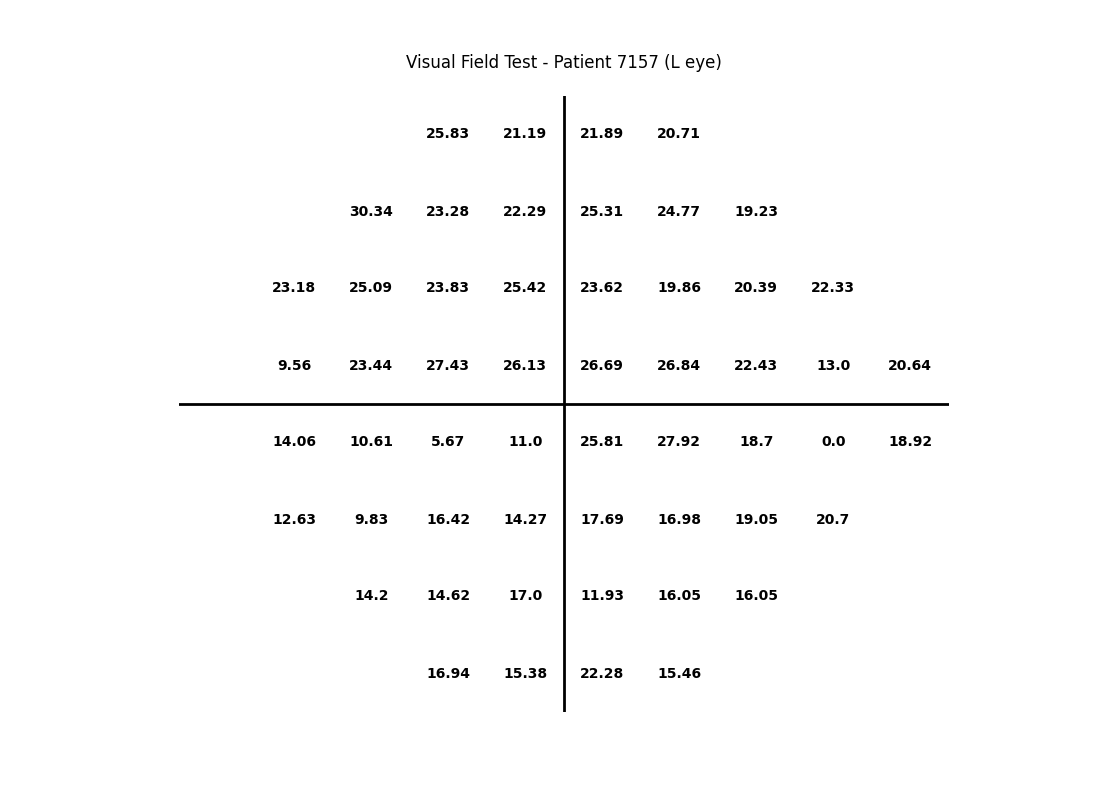 Visual Field Test - Patient 7157 (L eye)
25.83 21.19 21.89 20.71
30.34 23.28 22.29 25.31 24.77 19.23
23.18 25.09 23.83 25.42 23.62 19.86 20.39 22.33
9.56 23.44 27.43 26.13 26.69 26.84 22.43 13.0 20.64
14.06 10.61 5.67 11.0 25.81 27.92 18.7 0.0 18.92
12.63 9.83 16.42 14.27 17.69 16.98 19.05 20.7
14.2 14.62 17.0 11.93 16.05 16.05
16.94 15.38 22.28 15.46